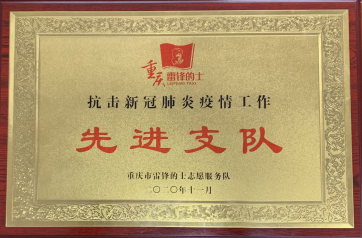 重庆 雷锋的士
LEIFENG TAXI
抗击新冠肺炎疫情工作
先进支队
重庆市雷锋的士志愿服务队
二〇二〇年十一月